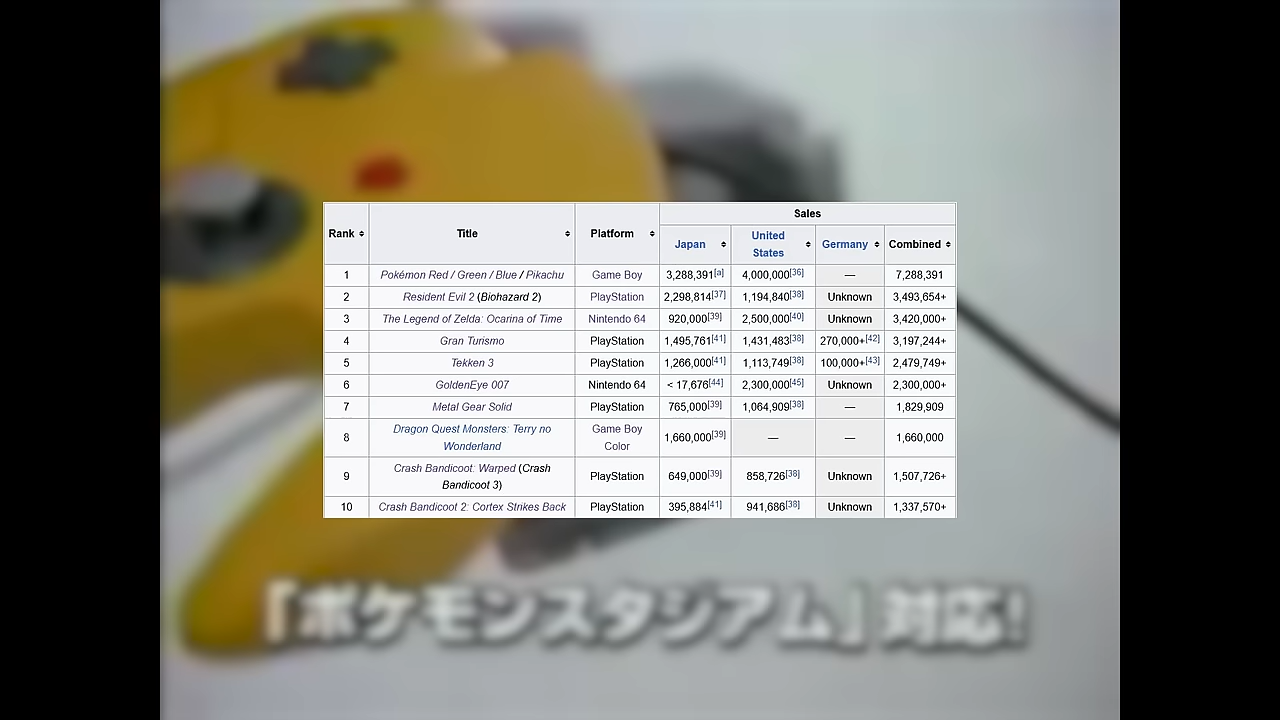 Rank Title Platform Sales
Japan United States Germany Combined
1 Pokémon Red / Green / Blue / Pikachu Game Boy 3,288,391[a] 4,000,000[36] — 7,288,391
2 Resident Evil 2 (Biohazard 2) PlayStation 2,298,814[37] 1,194,840[38] Unknown 3,493,654+
3 The Legend of Zelda: Ocarina of Time Nintendo 64 920,000[39] 2,500,000[40] Unknown 3,420,000+
4 Gran Turismo PlayStation 1,495,761[41] 1,431,483[38] 270,000+[42] 3,197,244+
5 Tekken 3 PlayStation 1,266,000[41] 1,113,749[38] 100,000+[43] 2,479,749+
6 GoldenEye 007 Nintendo 64 < 17,676[44] 2,300,000[45] Unknown 2,300,000+
7 Metal Gear Solid PlayStation 765,000[39] 1,064,909[38] — 1,829,909
8 Dragon Quest Monsters: Terry no Wonderland Game Boy Color 1,660,000[39] — — 1,660,000
9 Crash Bandicoot: Warped (Crash Bandicoot 3) PlayStation 649,000[39] 858,726[38] Unknown 1,507,726+
10 Crash Bandicoot 2: Cortex Strikes Back PlayStation 395,884[41] 941,686[38] Unknown 1,337,570+
「ポケモンスタジアム」対応!